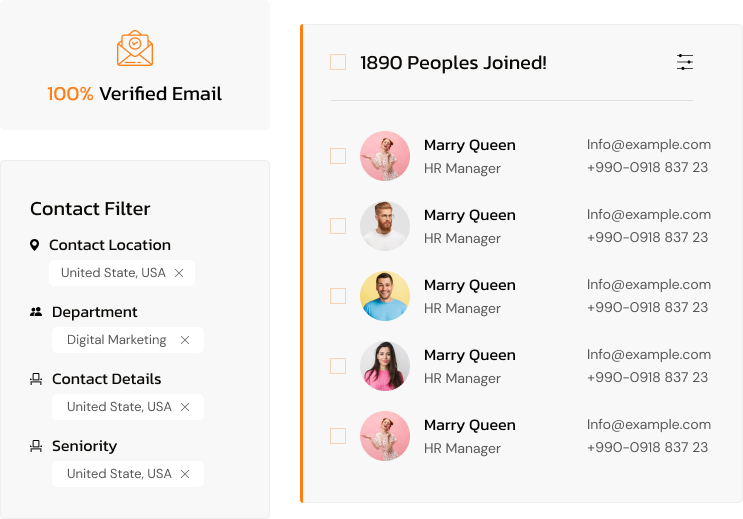 100% Verified Email
Contact Filter
Contact Location
United State, USA
Department
Digital Marketing
Contact Details
United State, USA
Seniority
United State, USA
1890 Peoples Joined!
Marry Queen
HR Manager
Info@example.com
+990-0918 837 23
Marry Queen
HR Manager
Info@example.com
+990-0918 837 23
Marry Queen
HR Manager
Info@example.com
+990-0918 837 23
Marry Queen
HR Manager
Info@example.com
+990-0918 837 23
Marry Queen
HR Manager
Info@example.com
+990-0918 837 23